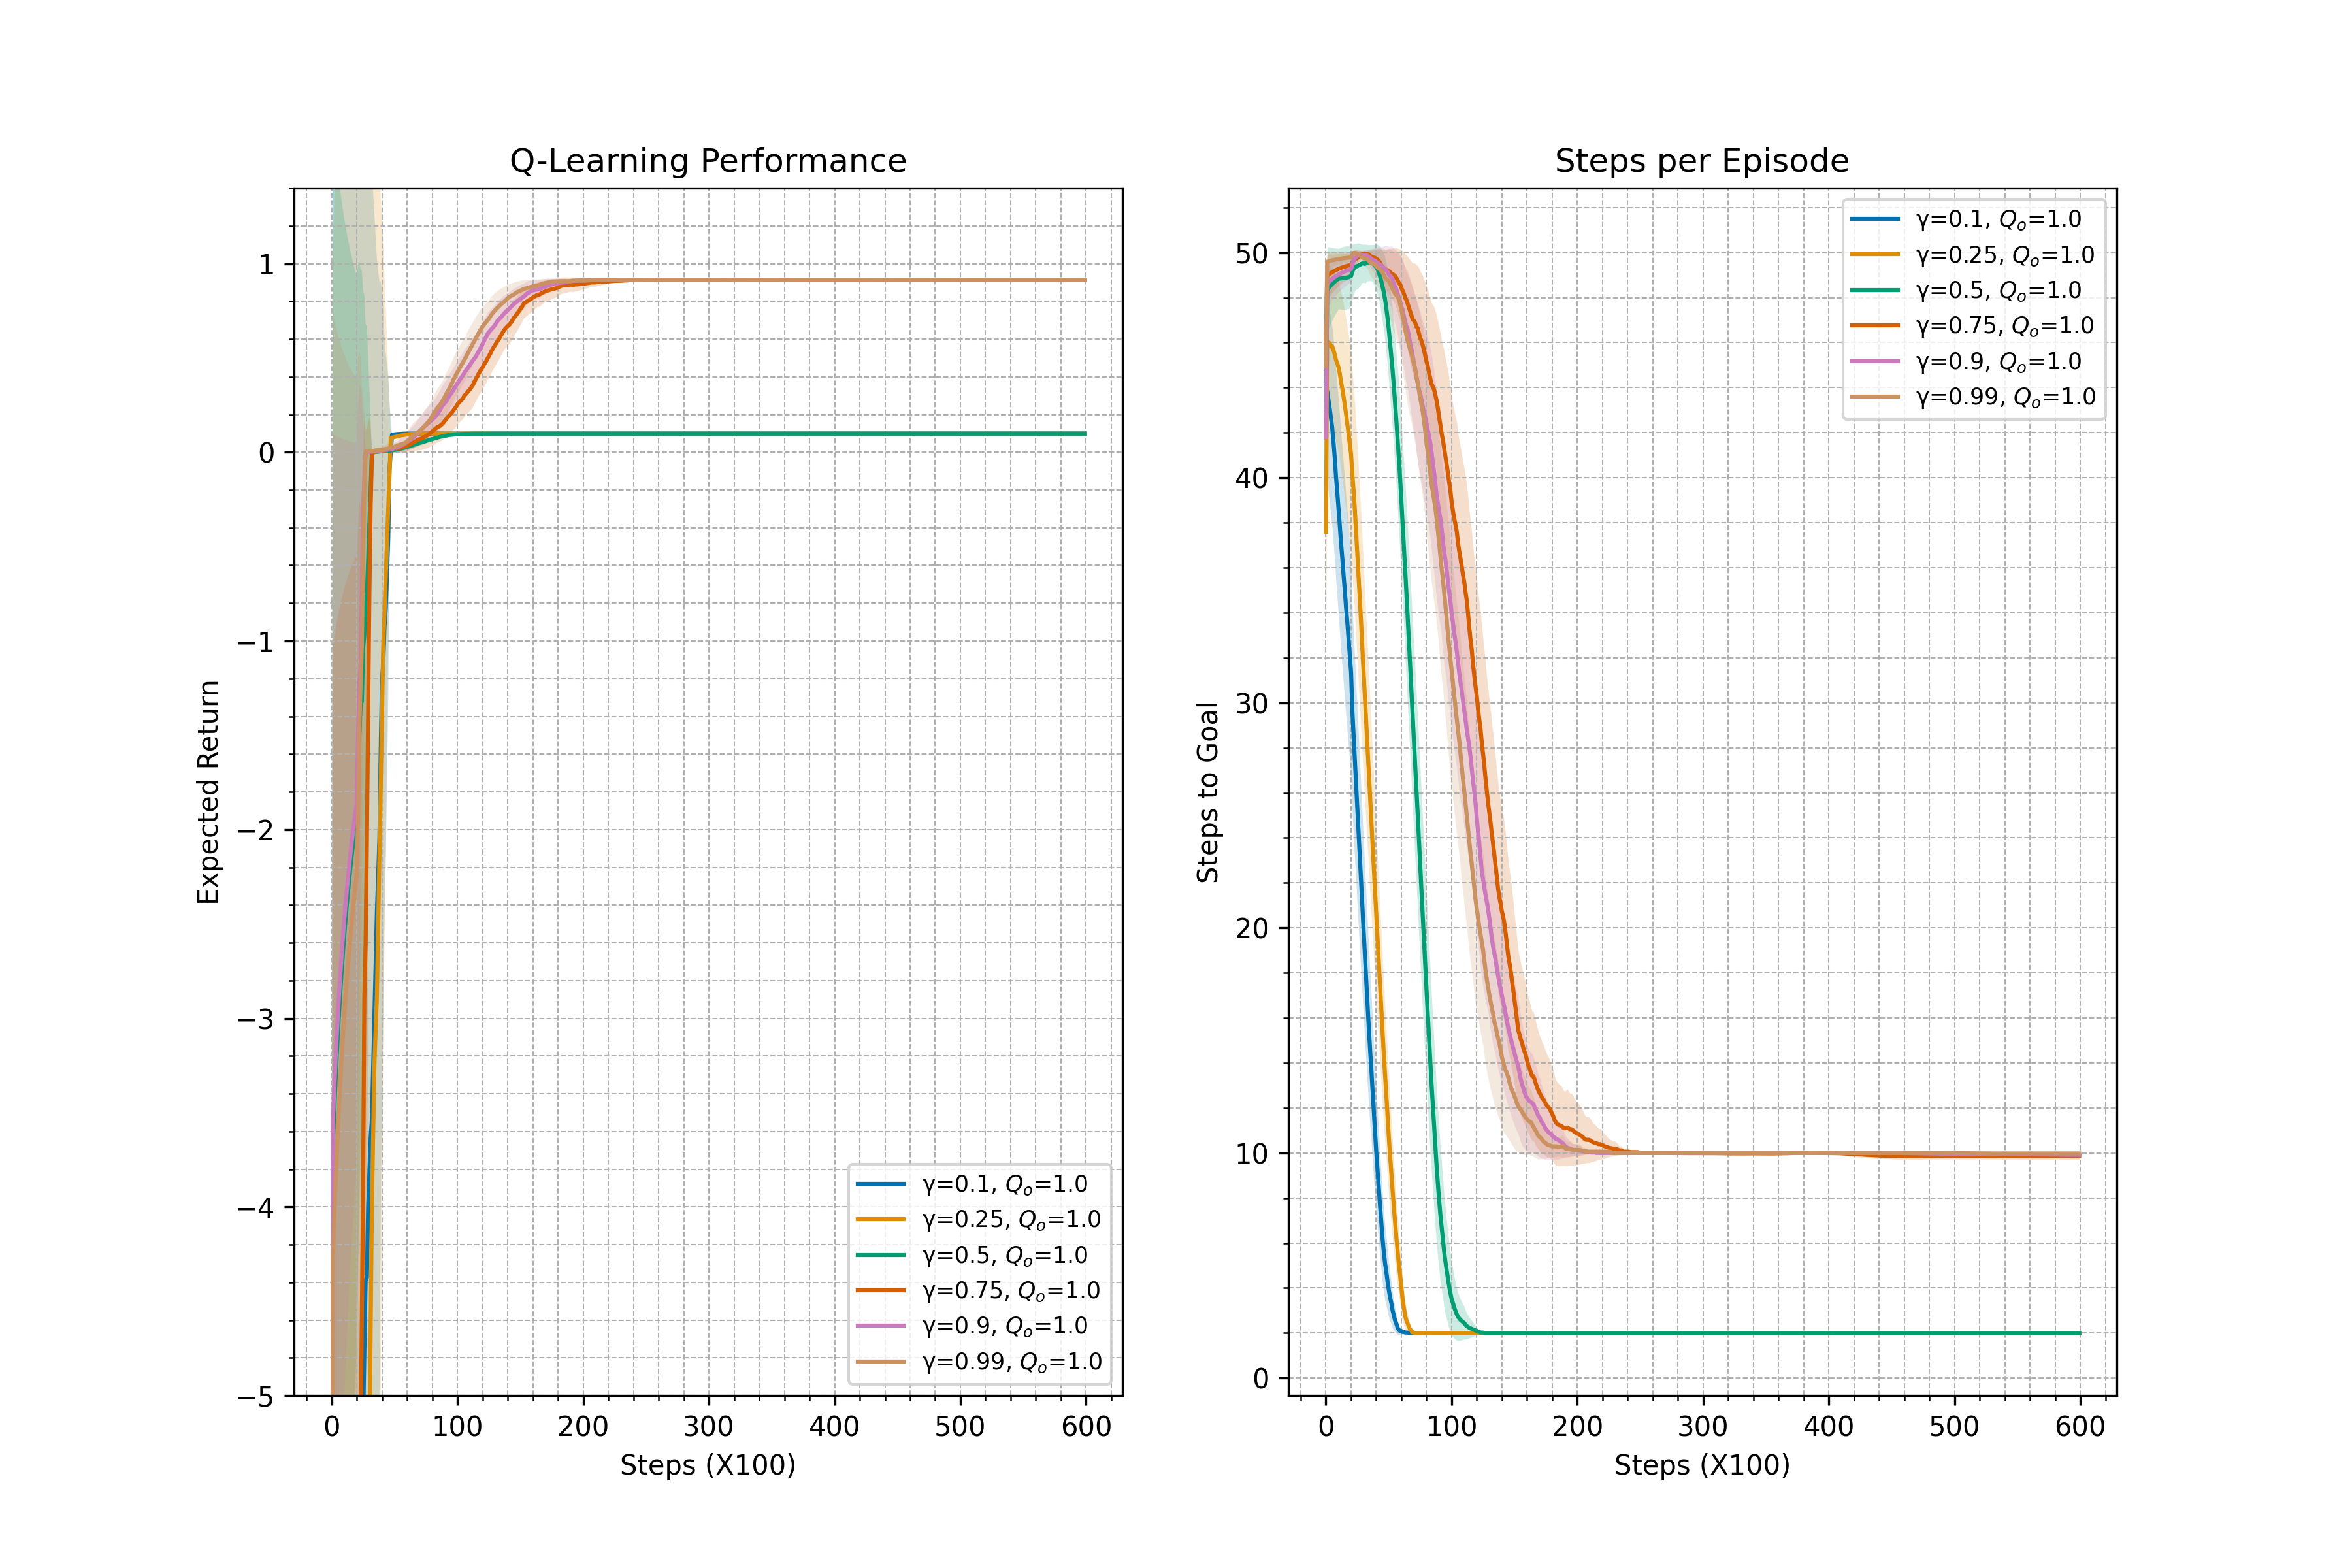 Q-Learning Performance
1
0
−1
−2
−3
−4
−5
Expected Return
0 100 200 300 400 500 600
Steps (X100)
γ=0.1, Qₒ=1.0
γ=0.25, Qₒ=1.0
γ=0.5, Qₒ=1.0
γ=0.75, Qₒ=1.0
γ=0.9, Qₒ=1.0
γ=0.99, Qₒ=1.0
Steps per Episode
50
40
30
20
10
0
Steps to Goal
0 100 200 300 400 500 600
Steps (X100)
γ=0.1, Qₒ=1.0
γ=0.25, Qₒ=1.0
γ=0.5, Qₒ=1.0
γ=0.75, Qₒ=1.0
γ=0.9, Qₒ=1.0
γ=0.99, Qₒ=1.0